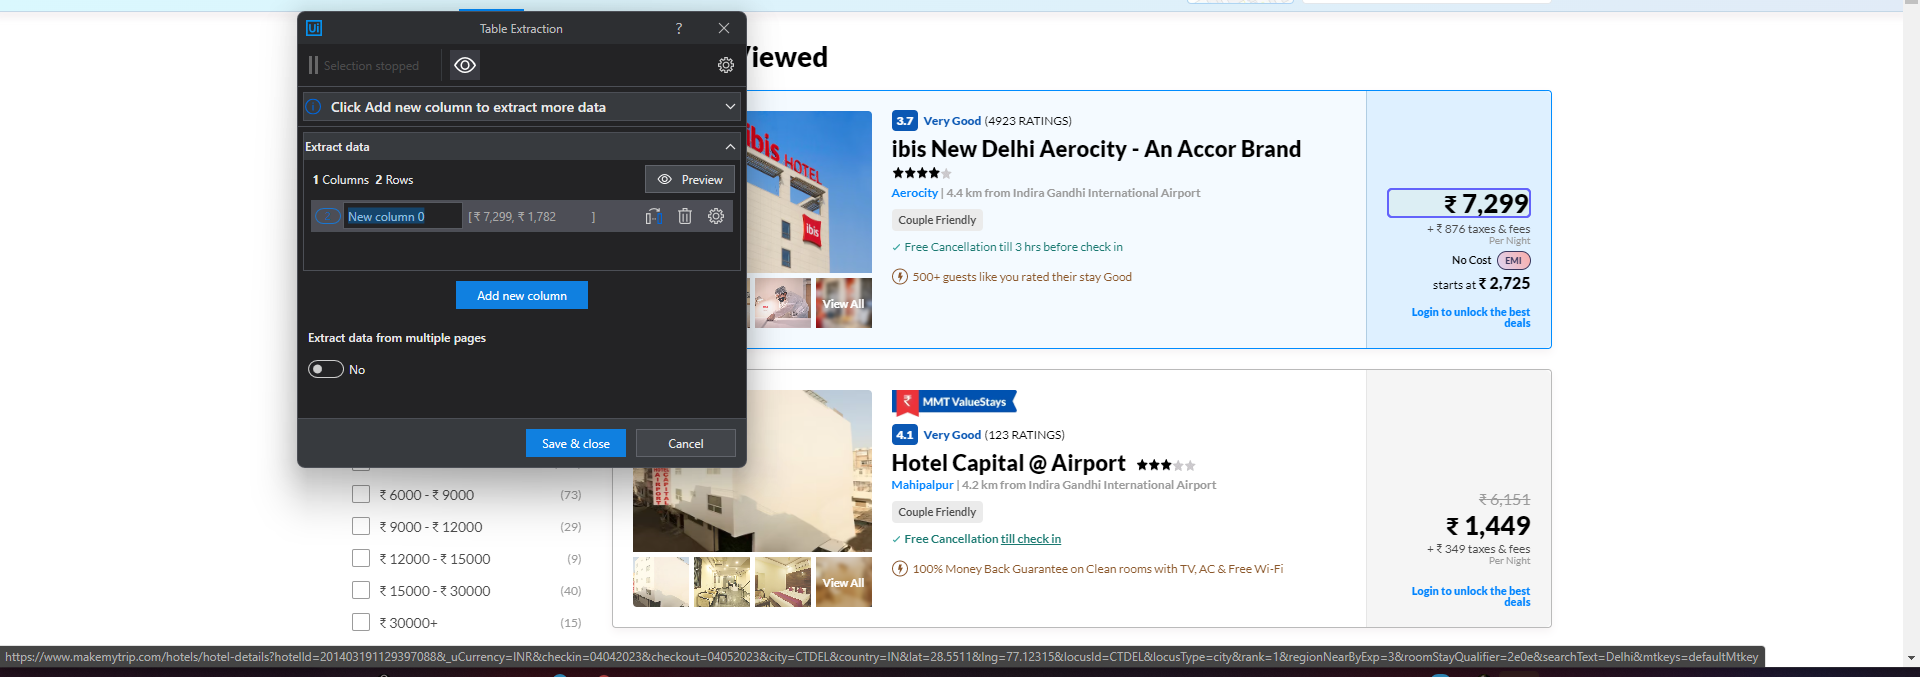 Ui
Table Extraction
?
Selection stopped
Click Add new column to extract more data
Extract data
1 Columns 2 Rows
Preview
New column 0
[ ₹ 7,299, ₹ 1,782 ]
Add new column
Extract data from multiple pages
No
Save & close
Cancel
₹ 6000 - ₹ 9000
(73)
₹ 9000 - ₹ 12000
(29)
₹ 12000 - ₹ 15000
(9)
₹ 15000 - ₹ 30000
(40)
₹ 30000+
(15)
iewed
ibis HOTEL
ibis
View All
3.7 Very Good (4923 RATINGS)
ibis New Delhi Aerocity - An Accor Brand
Aerocity | 4.4 km from Indira Gandhi International Airport
Couple Friendly
Free Cancellation till 3 hrs before check in
500+ guests like you rated their stay Good
₹ 7,299
+ ₹ 876 taxes & fees
Per Night
No Cost EMI
starts at ₹ 2,725
Login to unlock the best
deals
View All
₹ MMT ValueStays
4.1 Very Good (123 RATINGS)
Hotel Capital @ Airport
Mahipalpur | 4.2 km from Indira Gandhi International Airport
Couple Friendly
Free Cancellation till check in
100% Money Back Guarantee on Clean rooms with TV, AC & Free Wi-Fi
₹ 6,151
₹ 1,449
+ ₹ 349 taxes & fees
Per Night
Login to unlock the best
deals
https://www.makemytrip.com/hotels/hotel-details?hotelId=201403191129397088&_uCurrency=INR&checkin=04042023&checkout=04052023&city=CTDEL&country=IN&lat=28.5511&lng=77.12315&locusId=CTDEL&locusType=city&rank=1&regionNearByExp=3&roomStayQualifier=2e0e&searchText=Delhi&mtkeys=defaultMtkey